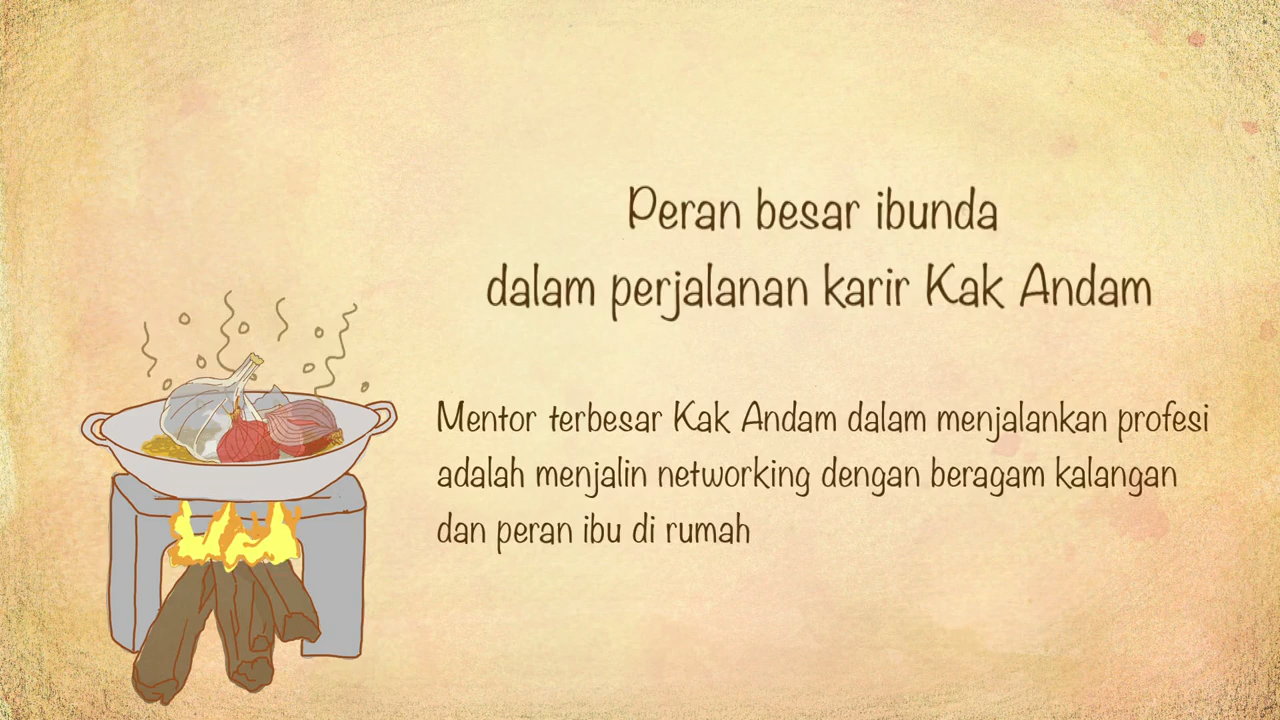 Peran besar ibunda
dalam perjalanan karir Kak Andam
Mentor terbesar Kak Andam dalam menjalankan profesi
adalah menjalin networking dengan beragam kalangan
dan peran ibu di rumah